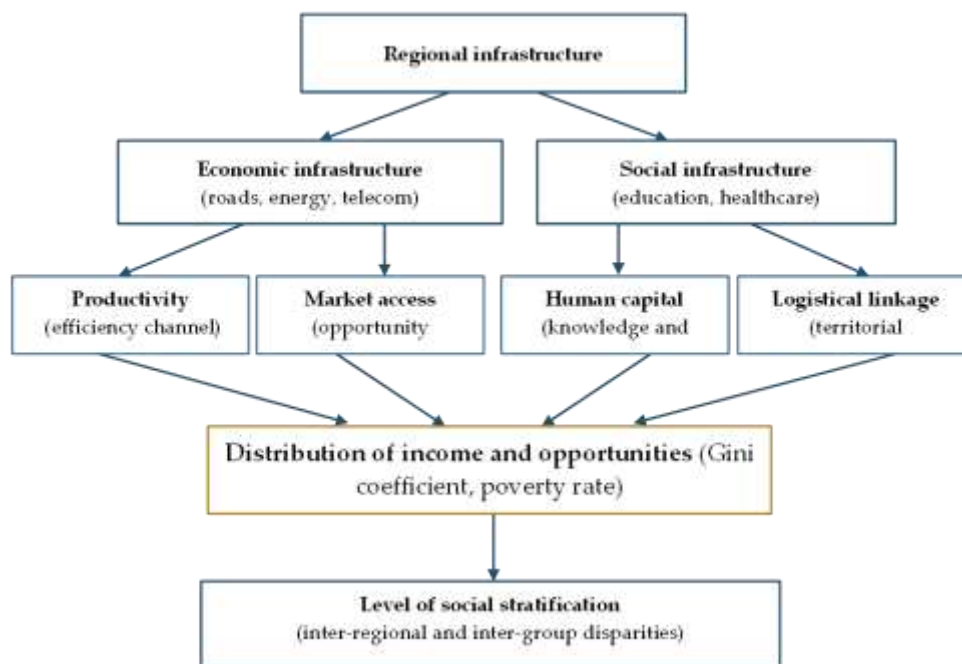 Regional infrastructure
Economic infrastructure
(roads, energy, telecom)
Social infrastructure
(education, healthcare)
Productivity
(efficiency channel)
Market access
(opportunity
Human capital
(knowledge and
Logistical linkage
(territorial
Distribution of income and opportunities (Gini
coefficient, poverty rate)
Level of social stratification
(inter-regional and inter-group disparities)